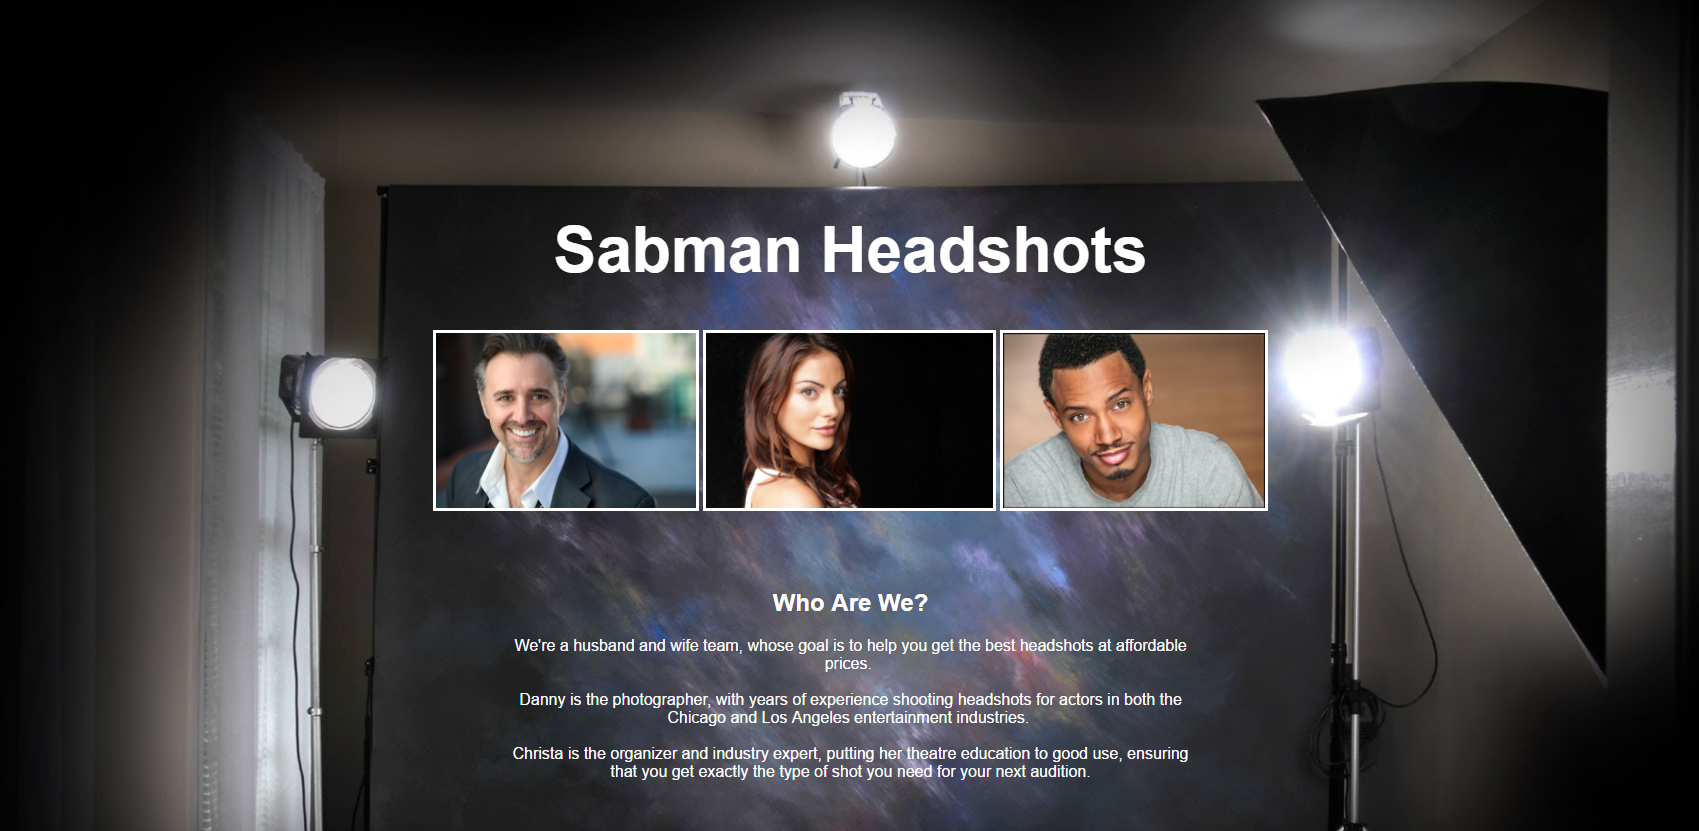 Sabman Headshots
Who Are We?
We're a husband and wife team, whose goal is to help you get the best headshots at affordable
prices.
Danny is the photographer, with years of experience shooting headshots for actors in both the
Chicago and Los Angeles entertainment industries.
Christa is the organizer and industry expert, putting her theatre education to good use, ensuring
that you get exactly the type of shot you need for your next audition.